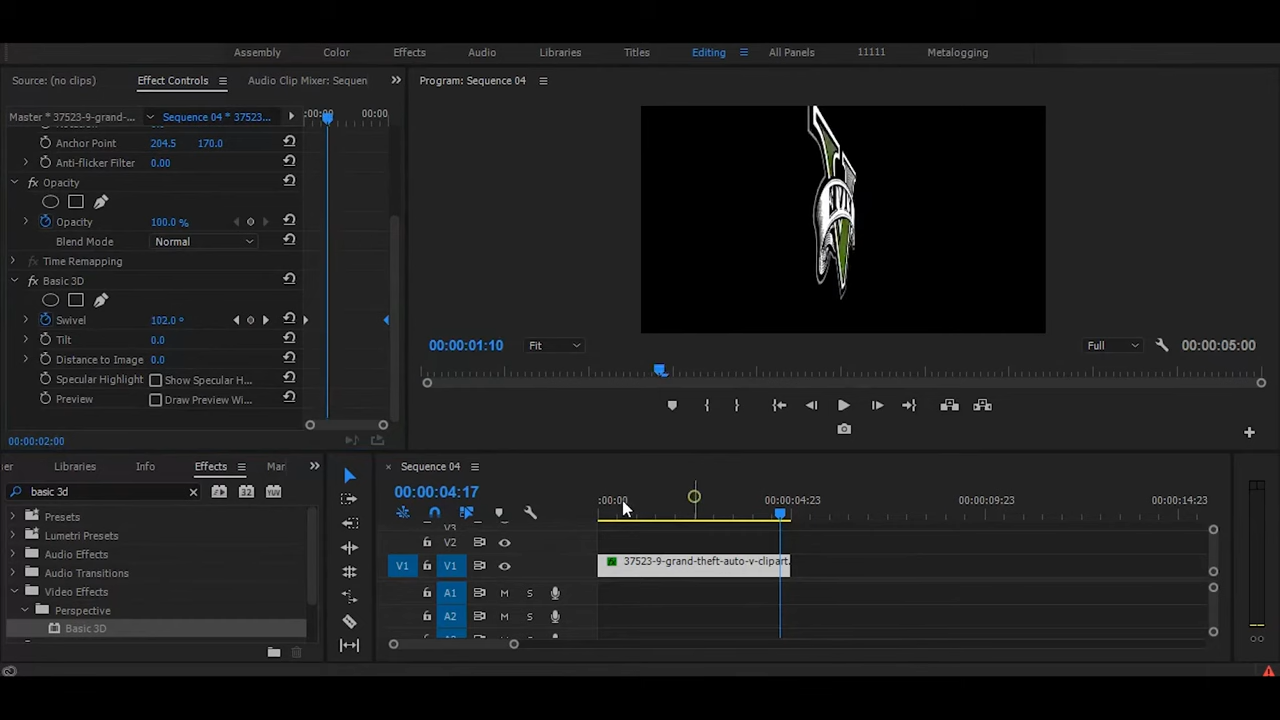 Assembly Color Effects Audio Libraries Titles Editing All Panels 11111 Metalogging
Source: (no clips) Effect Controls Audio Clip Mixer: Sequen
Program: Sequence 04
Master * 37523-9-grand-... Sequence 04 * 37523... :00:00 00:00
Anchor Point 204.5 170.0
Anti-flicker Filter 0.00
fx Opacity
Opacity 100.0 %
Blend Mode Normal
Time Remapping
fx Basic 3D
Swivel 102.0 °
Tilt 0.0
Distance to Image 0.0
Specular Highlight Show Specular H...
Preview Draw Preview Wi...
00:00:02:00
00:00:01:10 Fit Full 00:00:05:00
er Libraries Info Effects Mar
basic 3d
Presets
Lumetri Presets
Audio Effects
Audio Transitions
Video Effects
Perspective
Basic 3D
Sequence 04
00:00:04:17
:00:00 00:00:04:23 00:00:09:23 00:00:14:23
V3
V2
V1 V1 37523-9-grand-theft-auto-v-clipart.
A1 M S
A2 M S